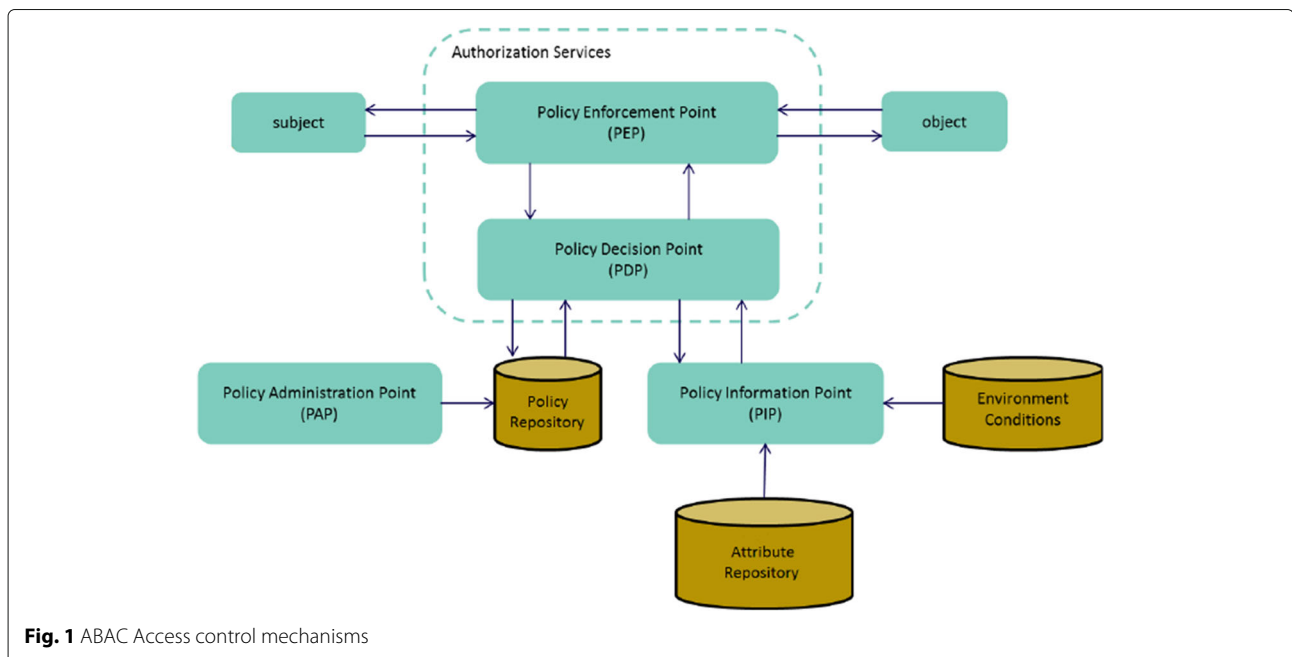 Authorization Services
subject
Policy Enforcement Point
(PEP)
object
Policy Decision Point
(PDP)
Policy Administration Point
(PAP)
Policy
Repository
Policy Information Point
(PIP)
Environment
Conditions
Attribute
Repository
Fig. 1 ABAC Access control mechanisms